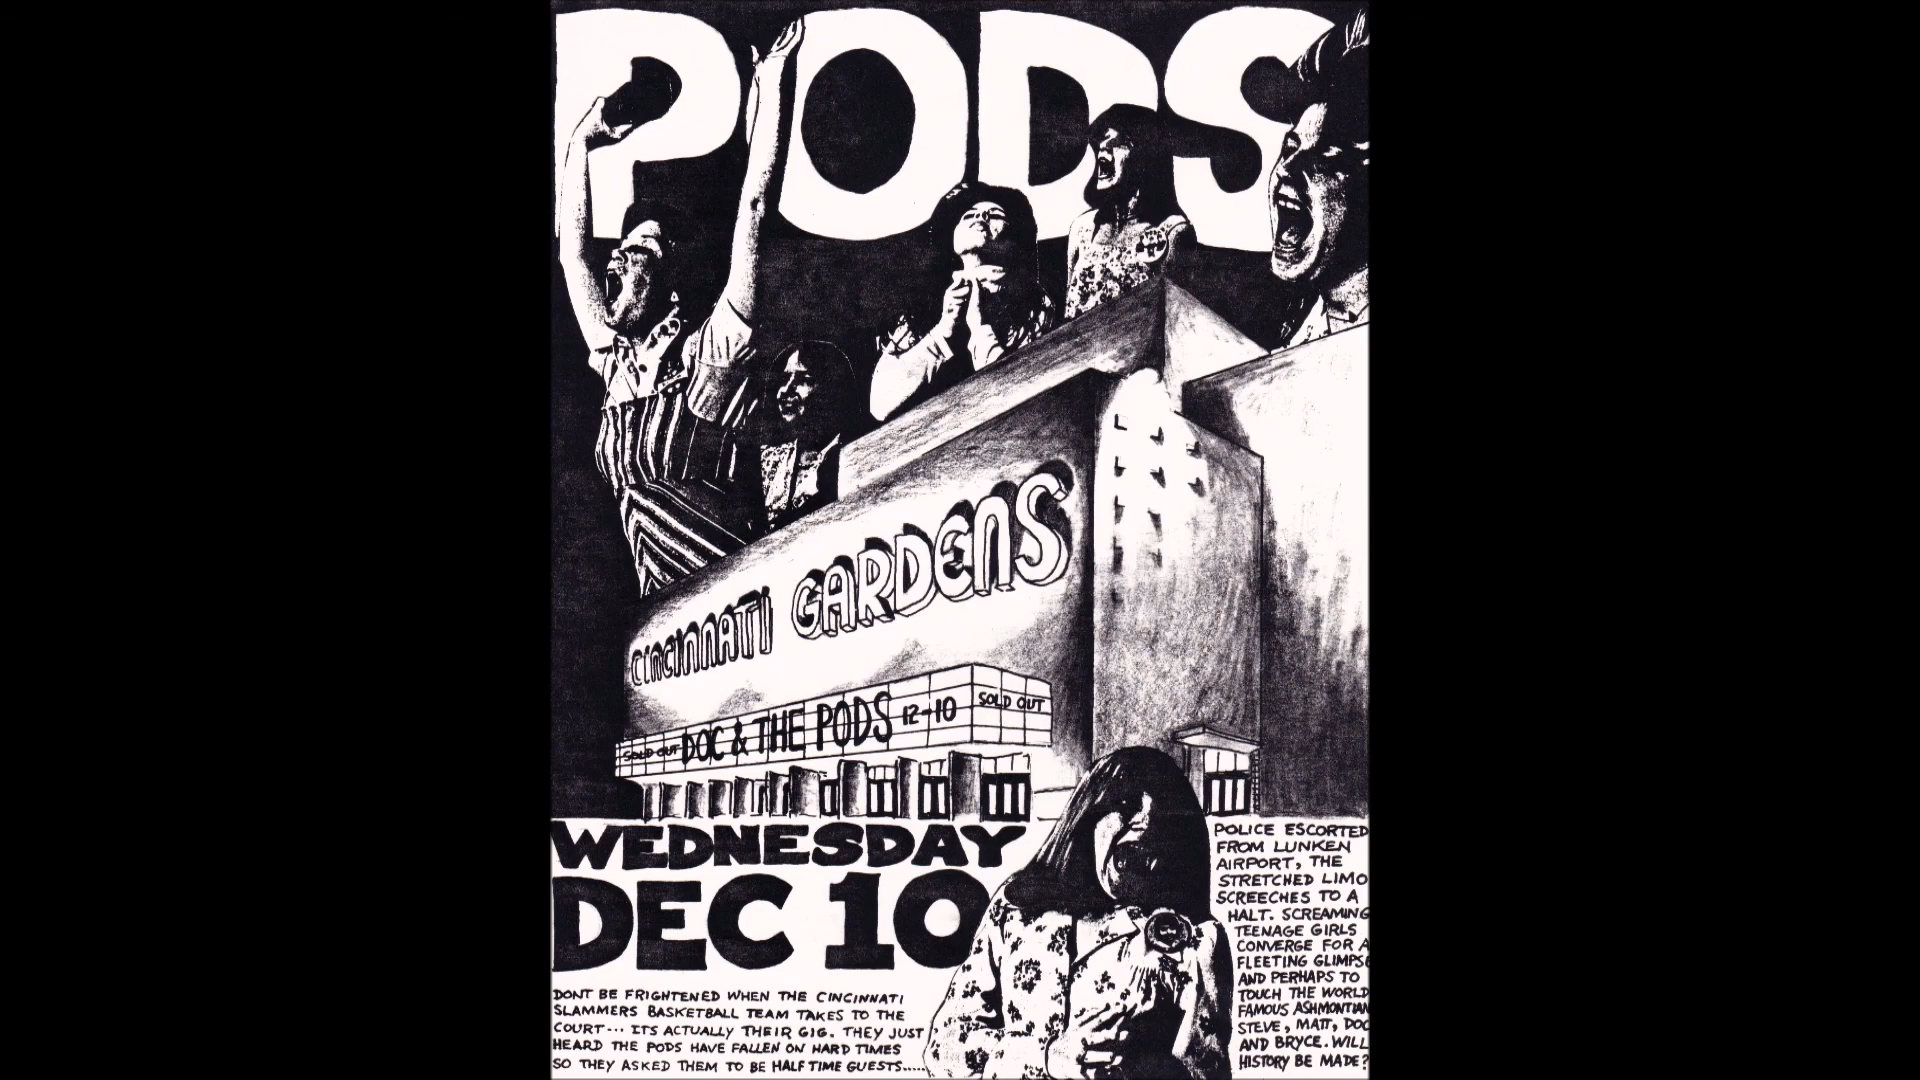 PODS
CINCINNATI GARDENS
SOLD OUT DOC & THE PODS 12-10 SOLD OUT
WEDNESDAY
DEC 10
DONT BE FRIGHTENED WHEN THE CINCINNATI
SLAMMERS BASKETBALL TEAM TAKES TO THE
COURT... ITS ACTUALLY THEIR GIG. THEY JUST
HEARD THE PODS HAVE FALLEN ON HARD TIMES
SO THEY ASKED THEM TO BE HALF TIME GUESTS.....
POLICE ESCORTED
FROM LUNKEN
AIRPORT, THE
STRETCHED LIMO
SCREECHES TO A
HALT. SCREAMING
TEENAGE GIRLS
CONVERGE FOR A
FLEETING GLIMPSE
AND PERHAPS TO
TOUCH THE WORLD
FAMOUS ASHMONTIAN
STEVE, MATT, DOC
AND BRYCE. WILL
HISTORY BE MADE?